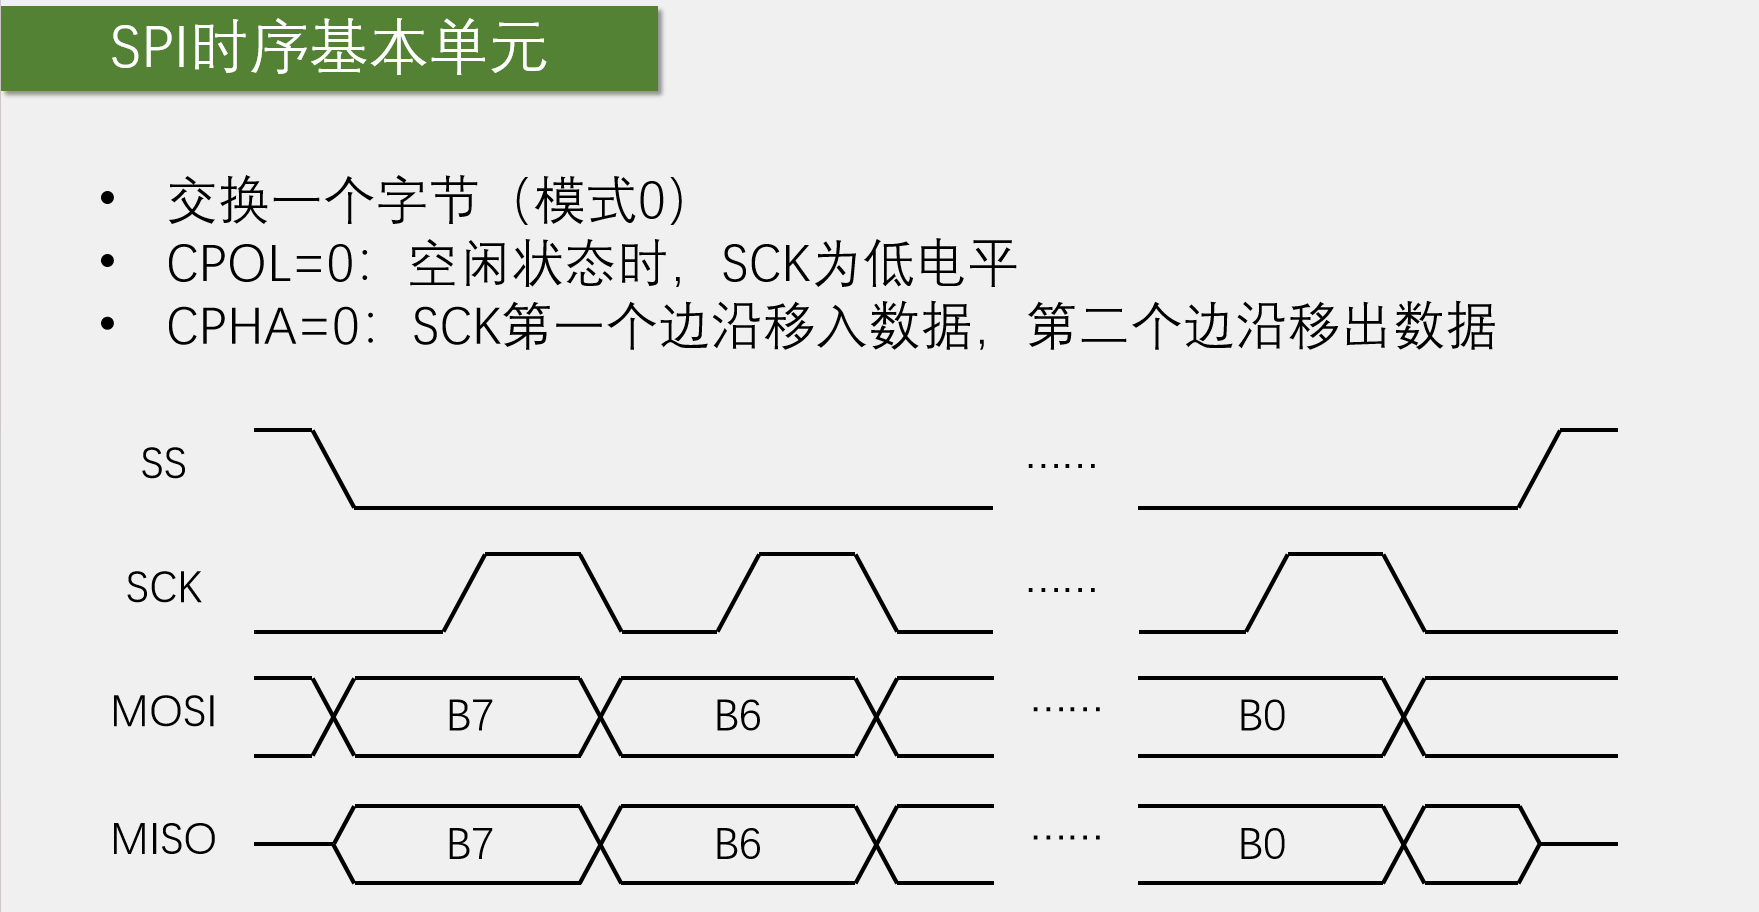 SPI时序基本单元
• 交换一个字节（模式0）
• CPOL=0：空闲状态时，SCK为低电平
• CPHA=0：SCK第一个边沿移入数据，第二个边沿移出数据
SS ……
SCK ……
MOSI B7 B6 …… B0
MISO B7 B6 …… B0